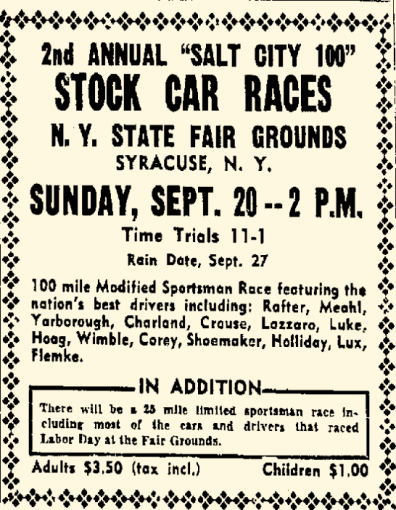 2nd ANNUAL "SALT CITY 100"
STOCK CAR RACES
N. Y. STATE FAIR GROUNDS
SYRACUSE, N. Y.
SUNDAY, SEPT. 20--2 P.M.
Time Trials 11-1
Rain Date, Sept. 27
100 mile Modified Sportsman Race featuring the
nation's best drivers including: Rafter, Meahl,
Yarborough, Charland, Crouse, Lazzaro, Luke,
Hoag, Wimble, Corey, Shoemaker, Holliday, Lux,
Flemke.
IN ADDITION
There will be a 25 mile limited sportsman race in-
cluding most of the cars and drivers that raced
Labor Day at the Fair Grounds.
Adults $3.50 (tax incl.) Children $1.00